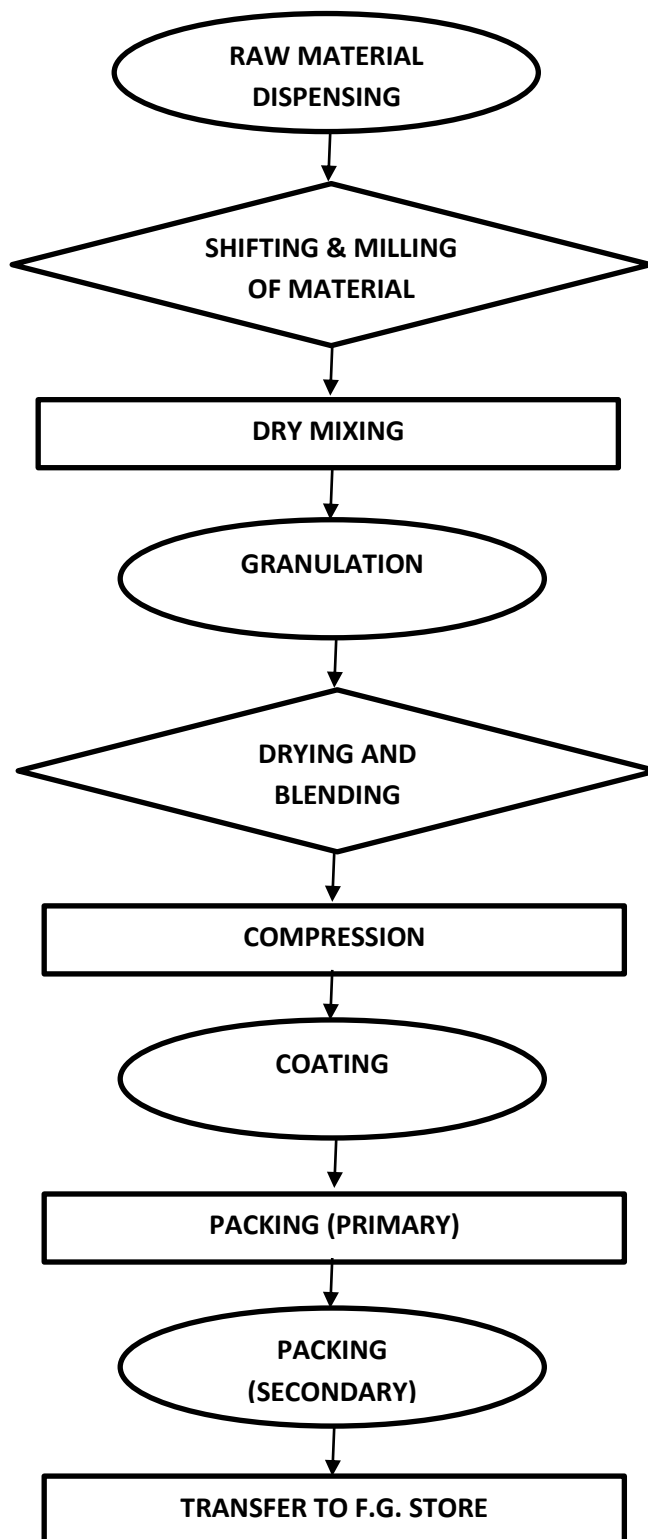 RAW MATERIAL
DISPENSING
SHIFTING & MILLING
OF MATERIAL
DRY MIXING
GRANULATION
DRYING AND
BLENDING
COMPRESSION
COATING
PACKING (PRIMARY)
PACKING
(SECONDARY)
TRANSFER TO F.G. STORE